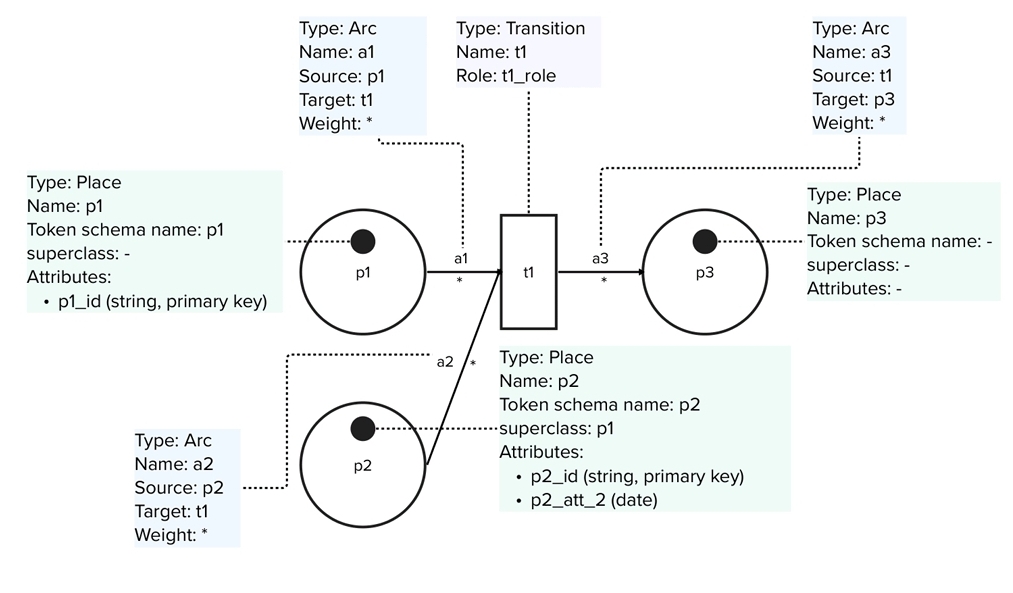 Type: Arc
Name: a1
Source: p1
Target: t1
Weight: *
Type: Transition
Name: t1
Role: t1_role
Type: Arc
Name: a3
Source: t1
Target: p3
Weight: *
Type: Place
Name: p1
Token schema name: p1
superclass: -
Attributes:
• p1_id (string, primary key)
Type: Place
Name: p3
Token schema name: -
superclass: -
Attributes: -
p1
a1
*
t1
a3
*
p3
a2 *
Type: Place
Name: p2
Token schema name: p2
superclass: p1
Attributes:
• p2_id (string, primary key)
• p2_att_2 (date)
p2
Type: Arc
Name: a2
Source: p2
Target: t1
Weight: *